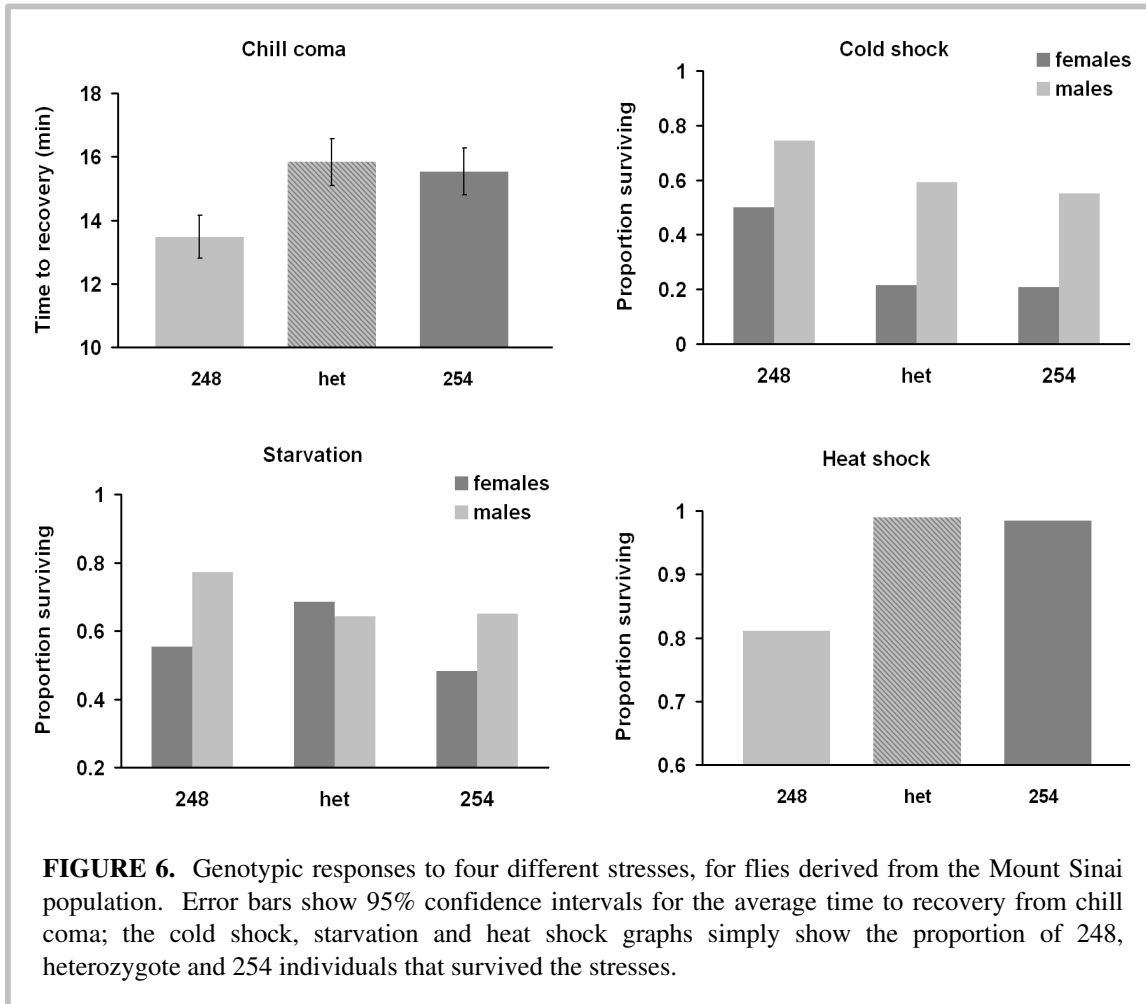 Chill coma
Time to recovery (min)
18
16
14
12
10
248 het 254
Cold shock
females
males
Proportion surviving
1
0.8
0.6
0.4
0.2
0
248 het 254
Starvation
females
males
Proportion surviving
1
0.8
0.6
0.4
0.2
248 het 254
Heat shock
Proportion surviving
1
0.9
0.8
0.7
0.6
248 het 254
FIGURE 6. Genotypic responses to four different stresses, for flies derived from the Mount Sinai
population. Error bars show 95% confidence intervals for the average time to recovery from chill
coma; the cold shock, starvation and heat shock graphs simply show the proportion of 248,
heterozygote and 254 individuals that survived the stresses.